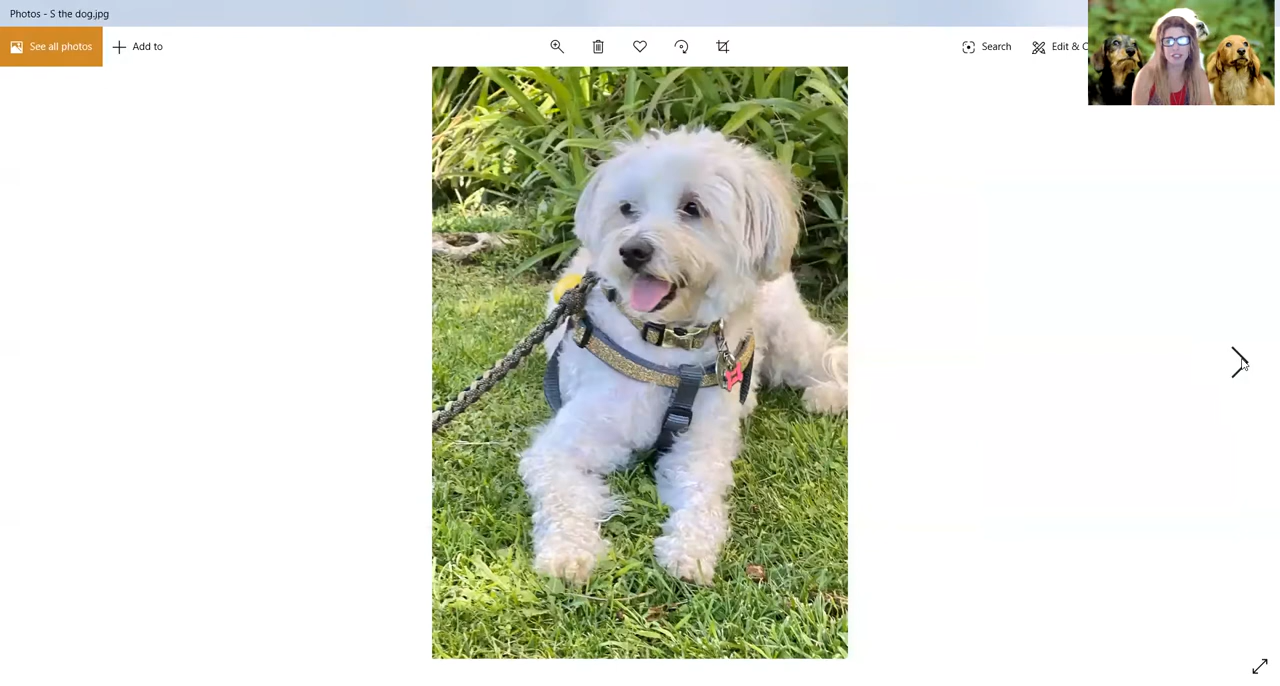 Photos - S the dog.jpg
See all photos
Add to
Search
Edit & C